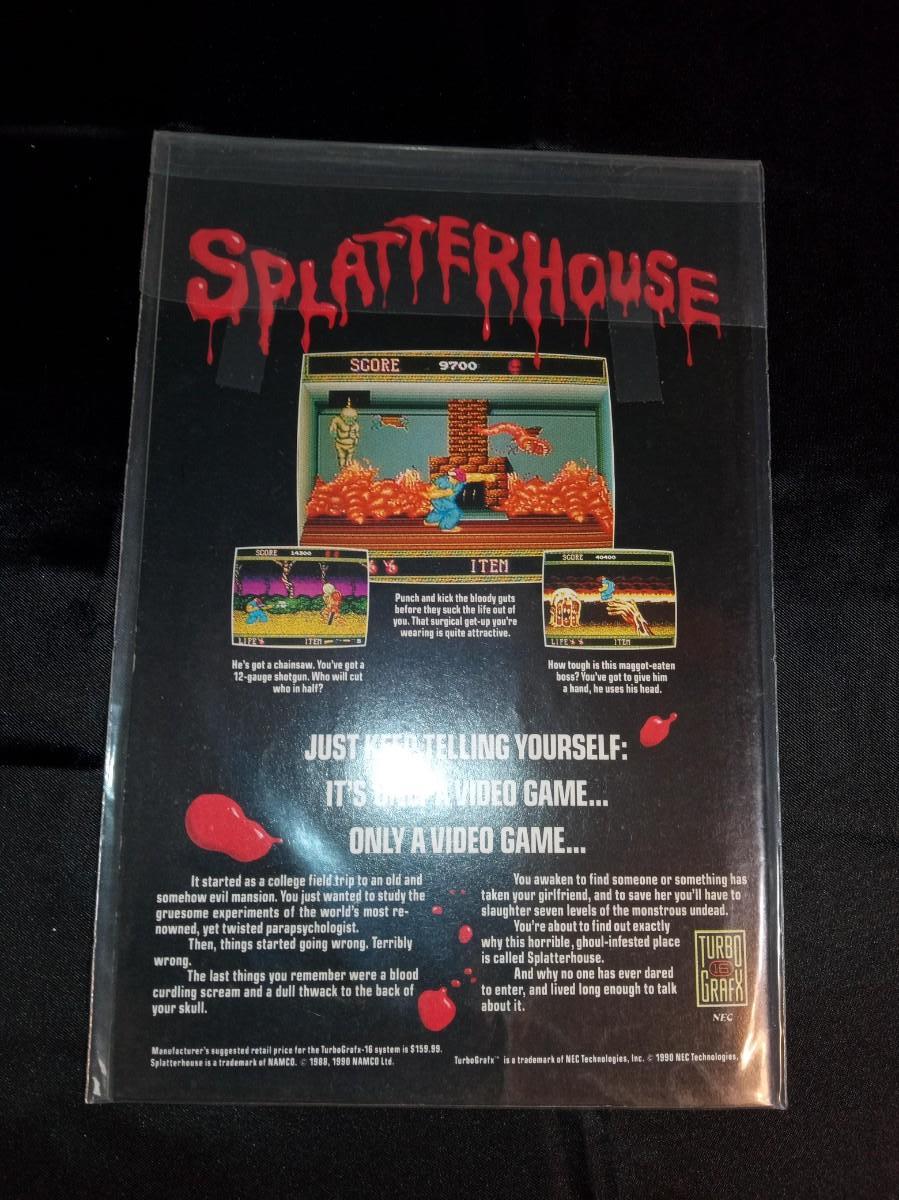 SPLATTERHOUSE
SCORE 9700
ITEM
SCORE 14300
LIFE ITEM
SCORE 40400
LIFE ITEM
Punch and kick the bloody guts
before they suck the life out of
you. That surgical get-up you're
wearing is quite attractive.
He's got a chainsaw. You've got a
12-gauge shotgun. Who will cut
who in half?
How tough is this maggot-eaten
boss? You've got to give him
a hand, he uses his head.
JUST KEEP TELLING YOURSELF:
IT'S ONLY A VIDEO GAME...
ONLY A VIDEO GAME...
It started as a college field trip to an old and
somehow evil mansion. You just wanted to study the
gruesome experiments of the world's most re-
nowned, yet twisted parapsychologist.
Then, things started going wrong. Terribly
wrong.
The last things you remember were a blood
curdling scream and a dull thwack to the back of
your skull.
You awaken to find someone or something has
taken your girlfriend, and to save her you'll have to
slaughter seven levels of the monstrous undead.
You're about to find out exactly
why this horrible, ghoul-infested place
is called Splatterhouse.
And why no one has ever dared
to enter, and lived long enough to talk
about it.
TURBO
16
GRAFX
NEC
Manufacturer's suggested retail price for the TurboGrafx-16 system is $159.99.
Splatterhouse is a trademark of NAMCO. © 1988, 1990 NAMCO Ltd.
TurboGrafx™ is a trademark of NEC Technologies, Inc. © 1990 NEC Technologies,